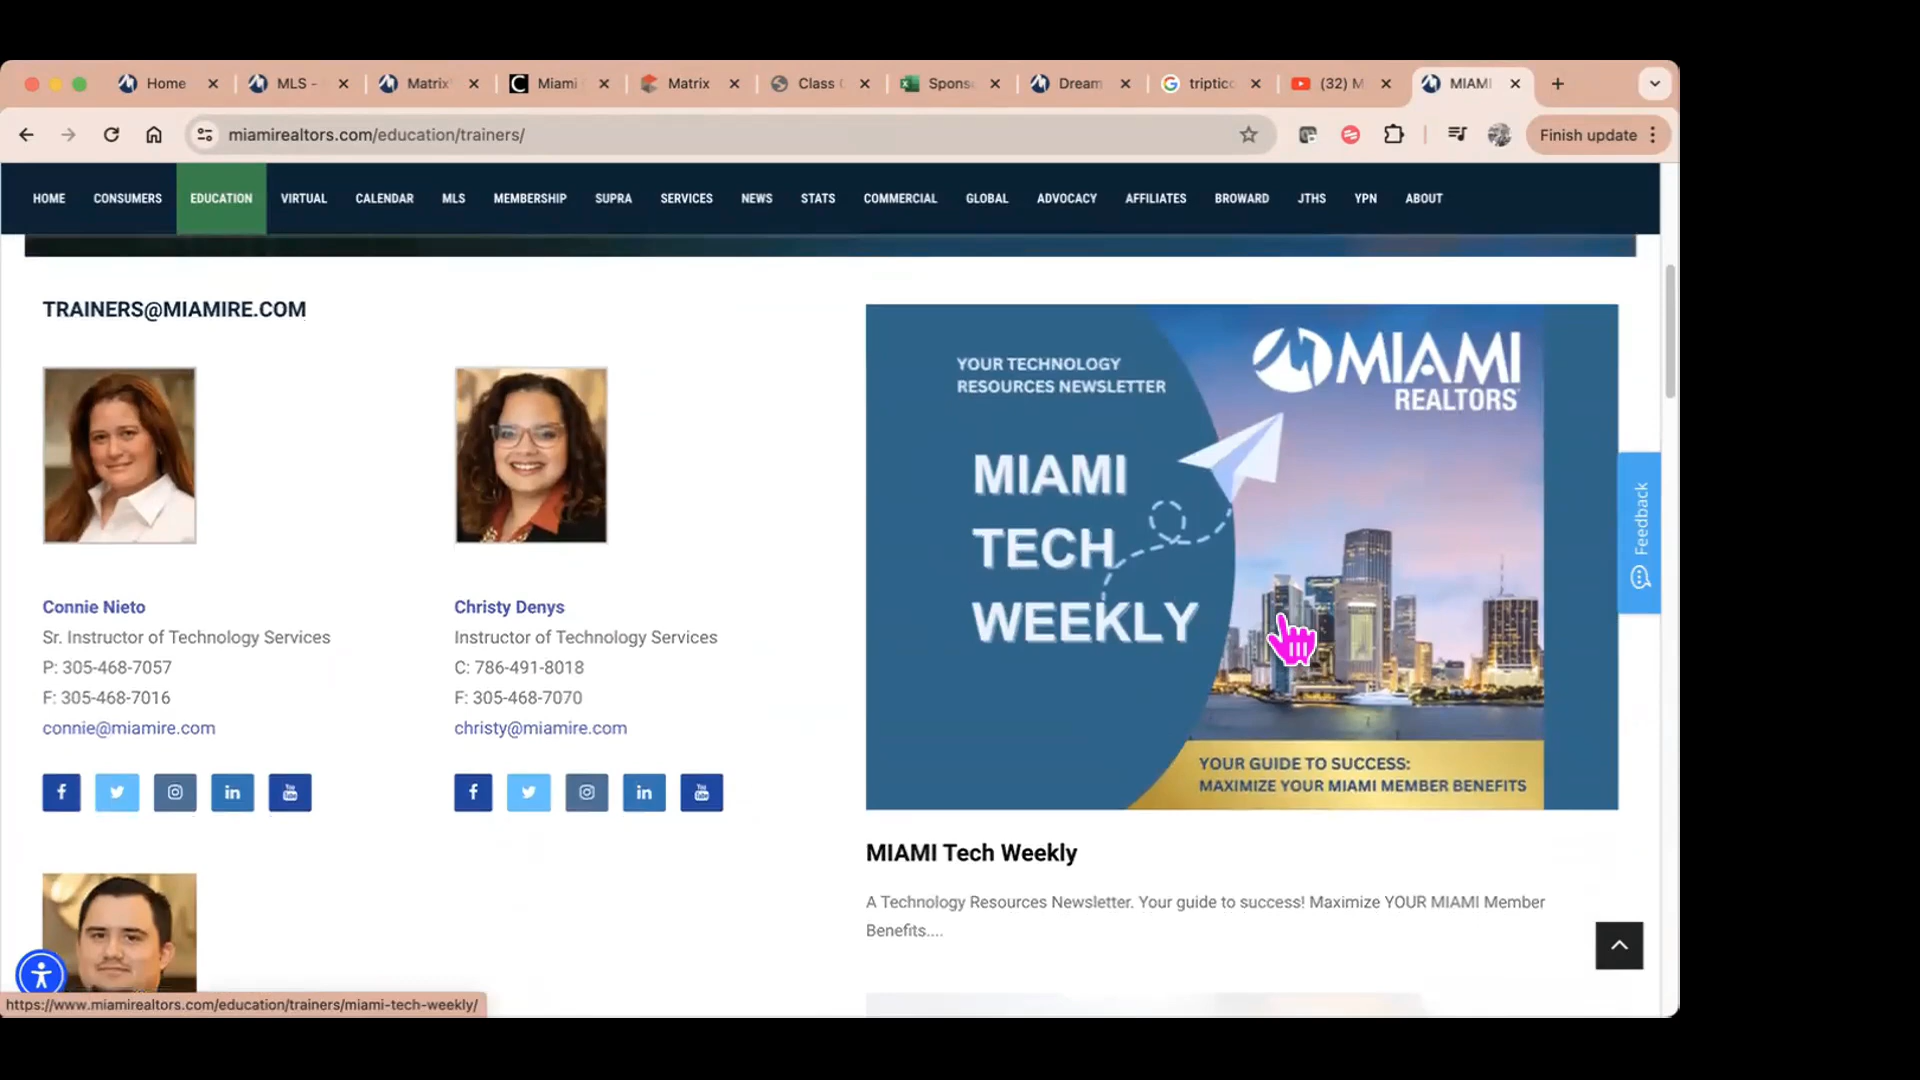 Home
MLS -
Matrix
Miami
Matrix
Class
Sponse
Dream
triptic
(32) M
MIAMI
miamirealtors.com/education/trainers/
Finish update
HOME
CONSUMERS
EDUCATION
VIRTUAL
CALENDAR
MLS
MEMBERSHIP
SUPRA
SERVICES
NEWS
STATS
COMMERCIAL
GLOBAL
ADVOCACY
AFFILIATES
BROWARD
JTHS
YPN
ABOUT
TRAINERS@MIAMIRE.COM
Connie Nieto
Sr. Instructor of Technology Services
P: 305-468-7057
F: 305-468-7016
connie@miamire.com
Christy Denys
Instructor of Technology Services
C: 786-491-8018
F: 305-468-7070
christy@miamire.com
YOUR TECHNOLOGY
RESOURCES NEWSLETTER
MIAMI
REALTORS
MIAMI
TECH
WEEKLY
YOUR GUIDE TO SUCCESS:
MAXIMIZE YOUR MIAMI MEMBER BENEFITS
Feedback
MIAMI Tech Weekly
A Technology Resources Newsletter. Your guide to success! Maximize YOUR MIAMI Member
Benefits....
https://www.miamirealtors.com/education/trainers/miami-tech-weekly/